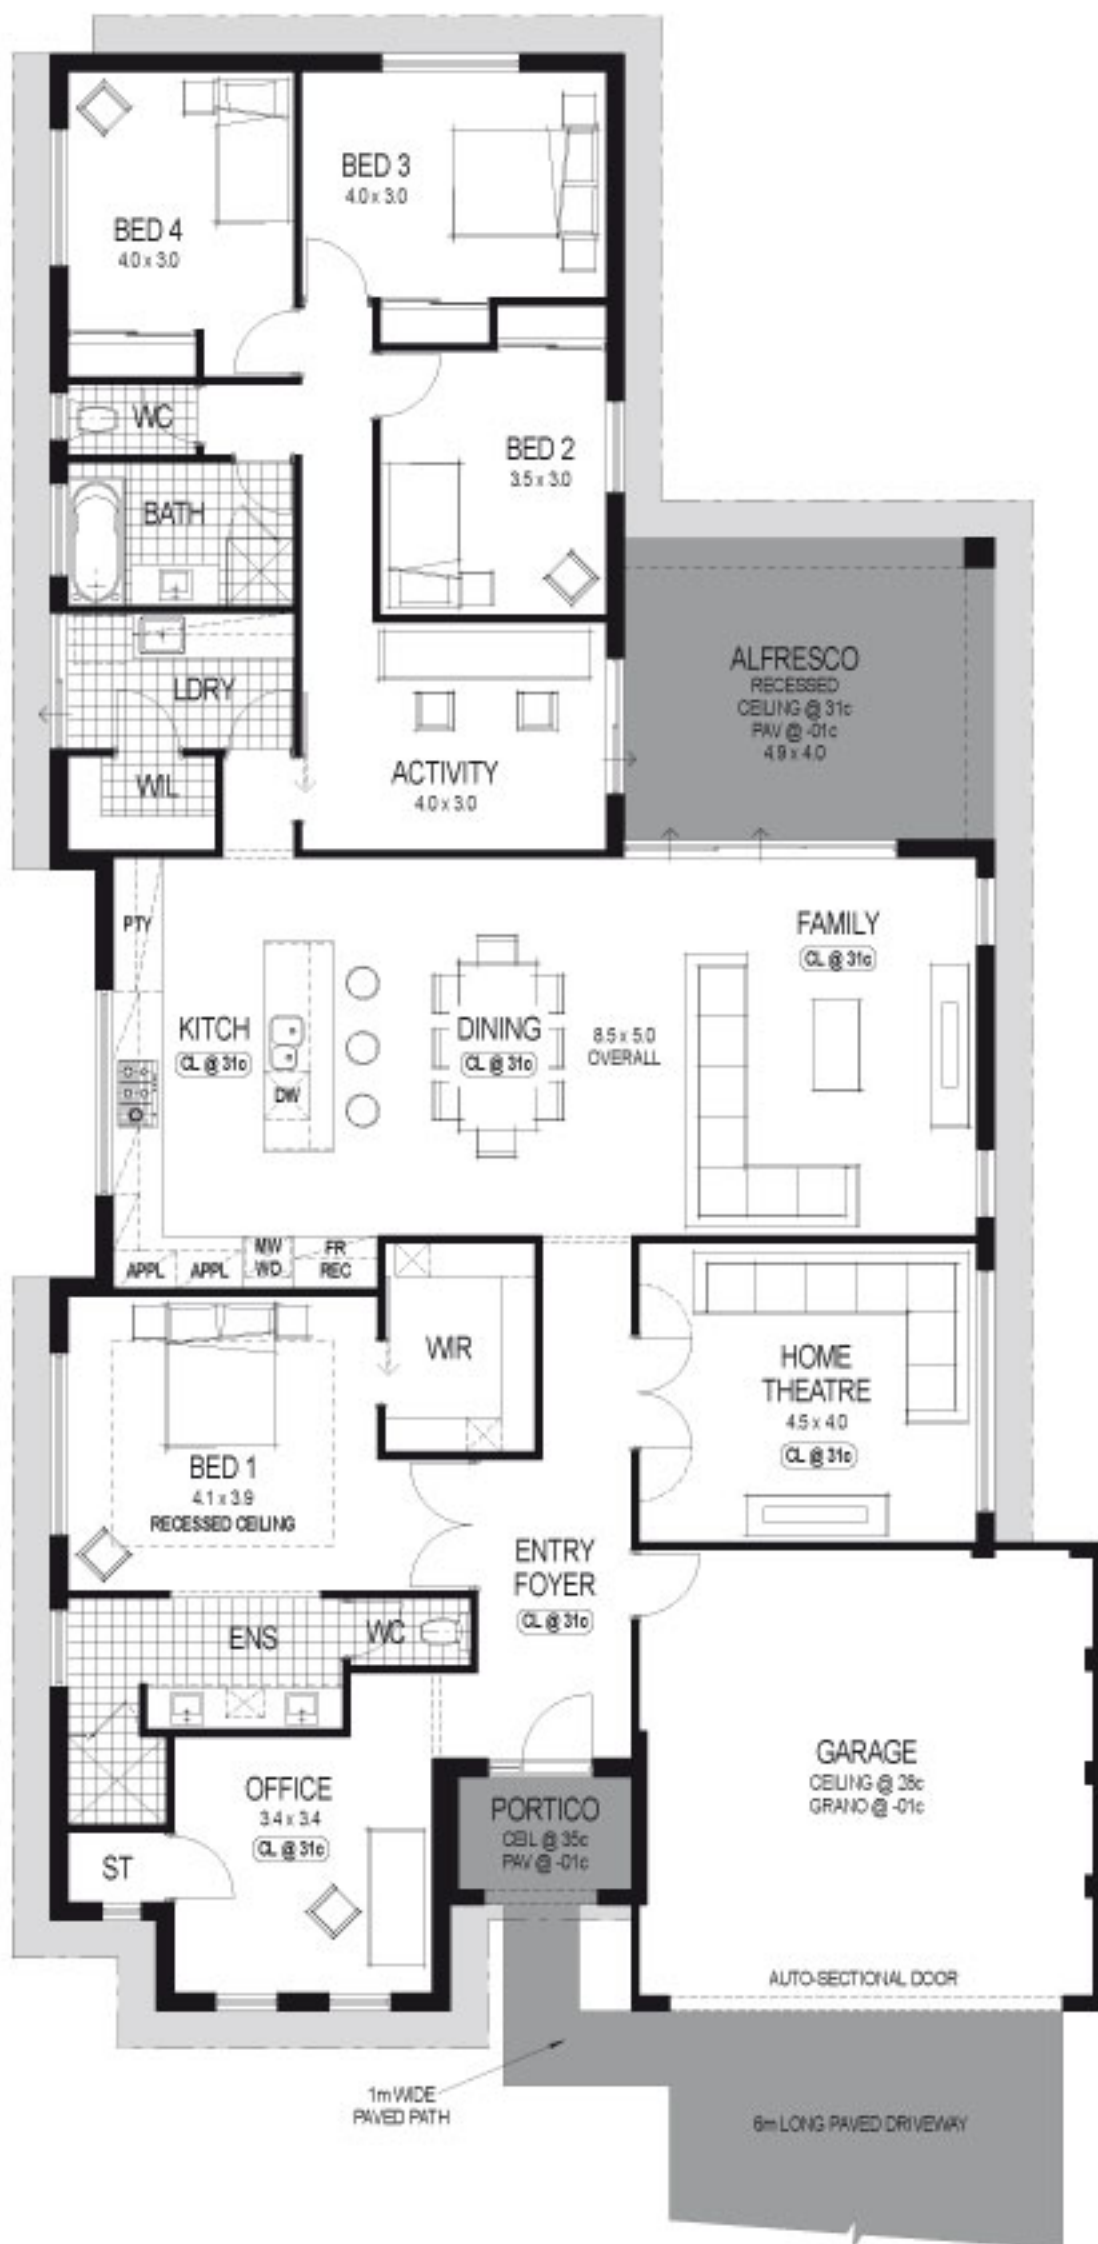 BED 3
4.0 x 3.0
BED 4
4.0 x 3.0
WC
BED 2
3.5 x 3.0
BATH
ALFRESCO
RECESSED
CEILING @ 31c
PAV @ -01c
4.9 x 4.0
LDRY
WIL
ACTIVITY
4.0 x 3.0
PTY
FAMILY
CL @ 31c
KITCH
CL @ 31c
DINING
CL @ 31c
8.5 x 5.0
OVERALL
DW
APPL
APPL
MW
WO
FR
REC
WIR
HOME
THEATRE
4.5 x 4.0
CL @ 31c
BED 1
4.1 x 3.9
RECESSED CEILING
ENTRY
FOYER
CL @ 31c
ENS
WC
OFFICE
3.4 x 3.4
CL @ 31c
GARAGE
CEILING @ 28c
GRANO @ -01c
PORTICO
CEIL @ 35c
PAV @ -01c
ST
AUTO-SECTIONAL DOOR
1m WIDE
PAVED PATH
6m LONG PAVED DRIVEWAY